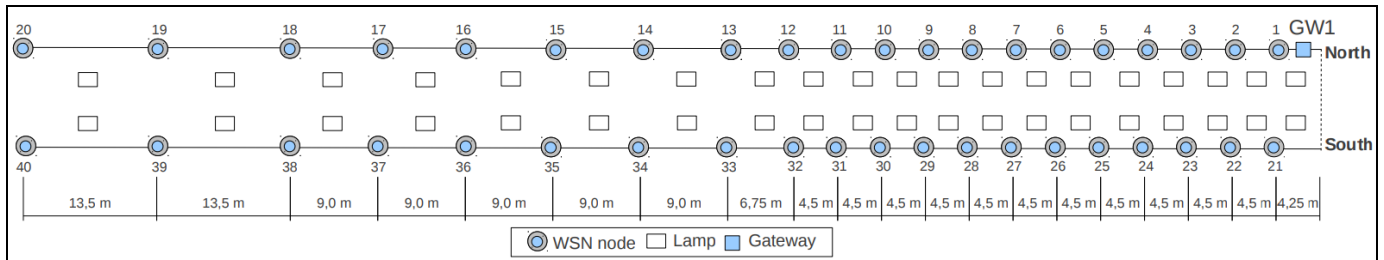 20 19 18 17 16 15 14 13 12 11 10 9 8 7 6 5 4 3 2 1 GW1
North
South
40 39 38 37 36 35 34 33 32 31 30 29 28 27 26 25 24 23 22 21
13,5 m 13,5 m 9,0 m 9,0 m 9,0 m 9,0 m 9,0 m 6,75 m 4,5 m 4,5 m 4,5 m 4,5 m 4,5 m 4,5 m 4,5 m 4,5 m 4,5 m 4,5 m 4,5 m 4,25 m
WSN node Lamp Gateway